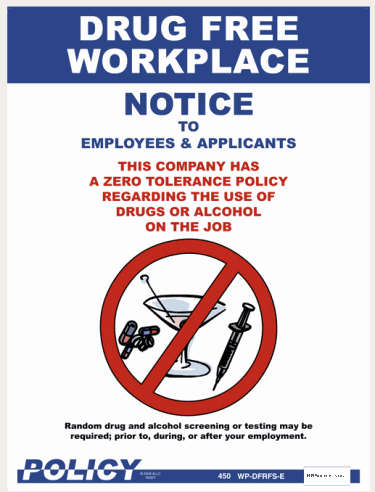 DRUG FREE
WORKPLACE
NOTICE
TO
EMPLOYEES & APPLICANTS
THIS COMPANY HAS
A ZERO TOLERANCE POLICY
REGARDING THE USE OF
DRUGS OR ALCOHOL
ON THE JOB
Random drug and alcohol screening or testing may be
required; prior to, during, or after your employment.
POLICY
450 WP-DFRFS-E